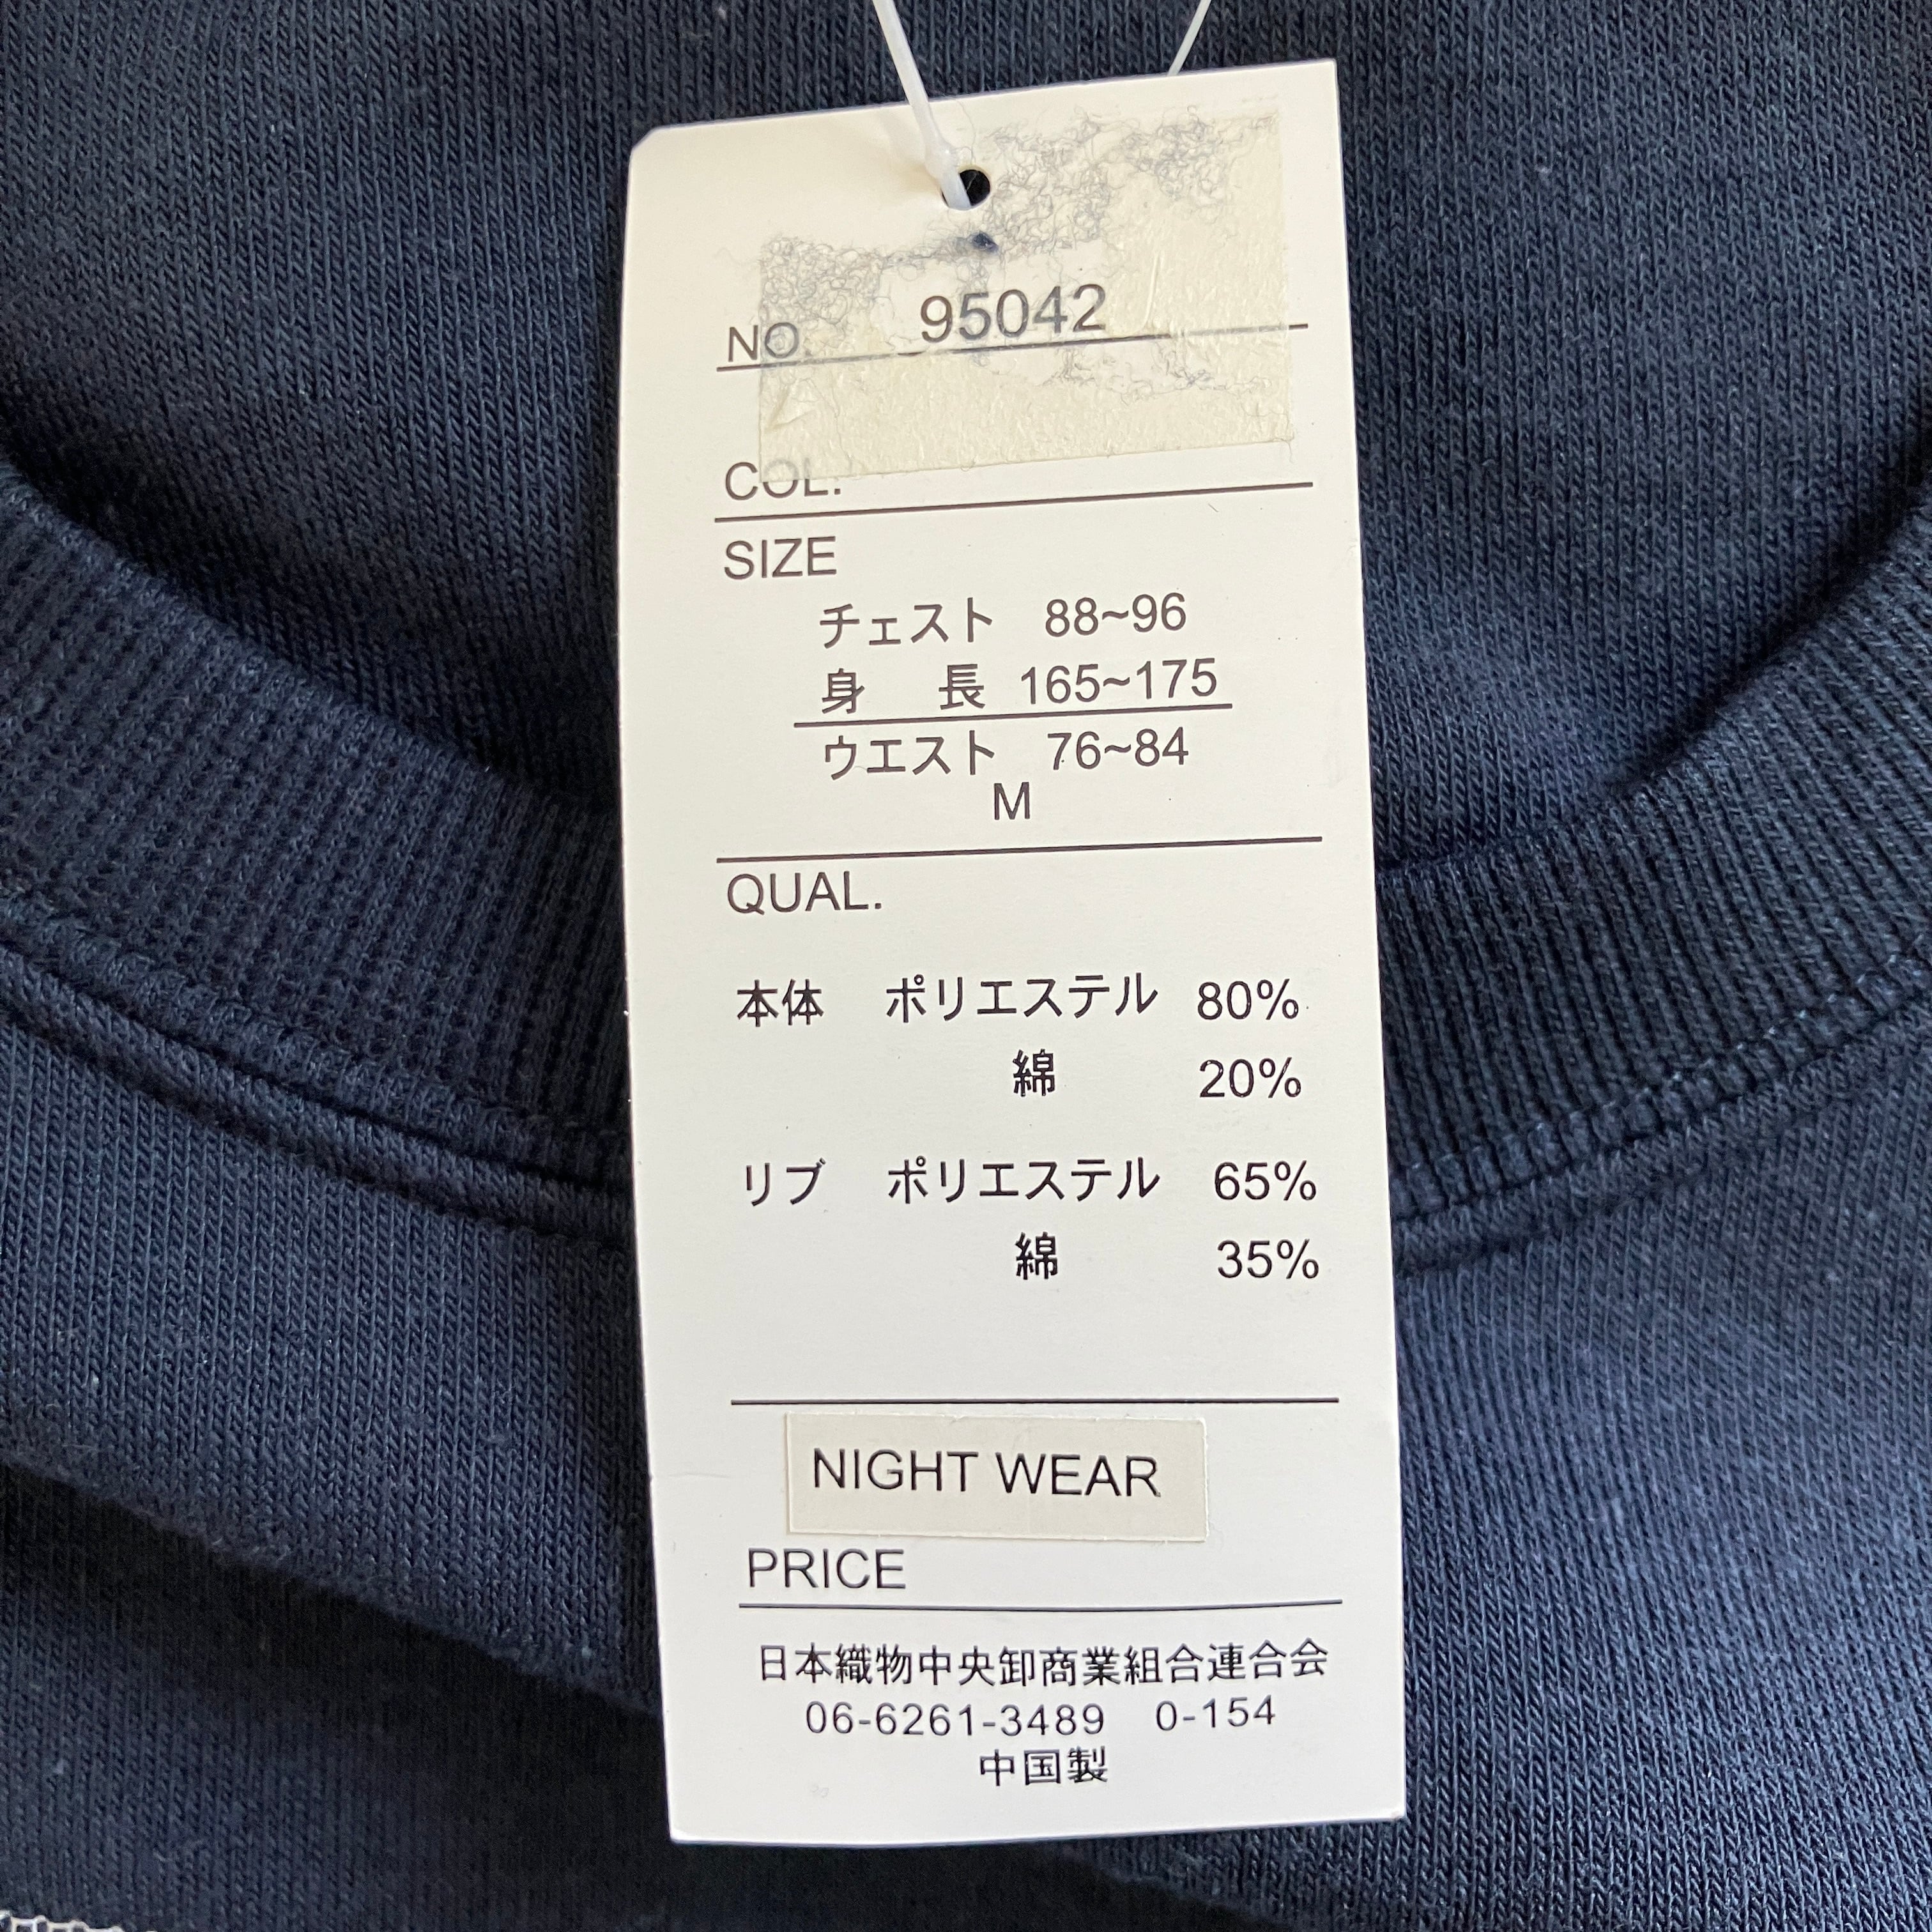 NO. 95042
COL.
SIZE
チェスト 88~96
身 長 165~175
ウエスト 76~84
M
QUAL.
本体 ポリエステル 80%
綿 20%
リブ ポリエステル 65%
綿 35%
NIGHT WEAR
PRICE
日本織物中央卸商業組合連合会
06-6261-3489 0-154
中国製